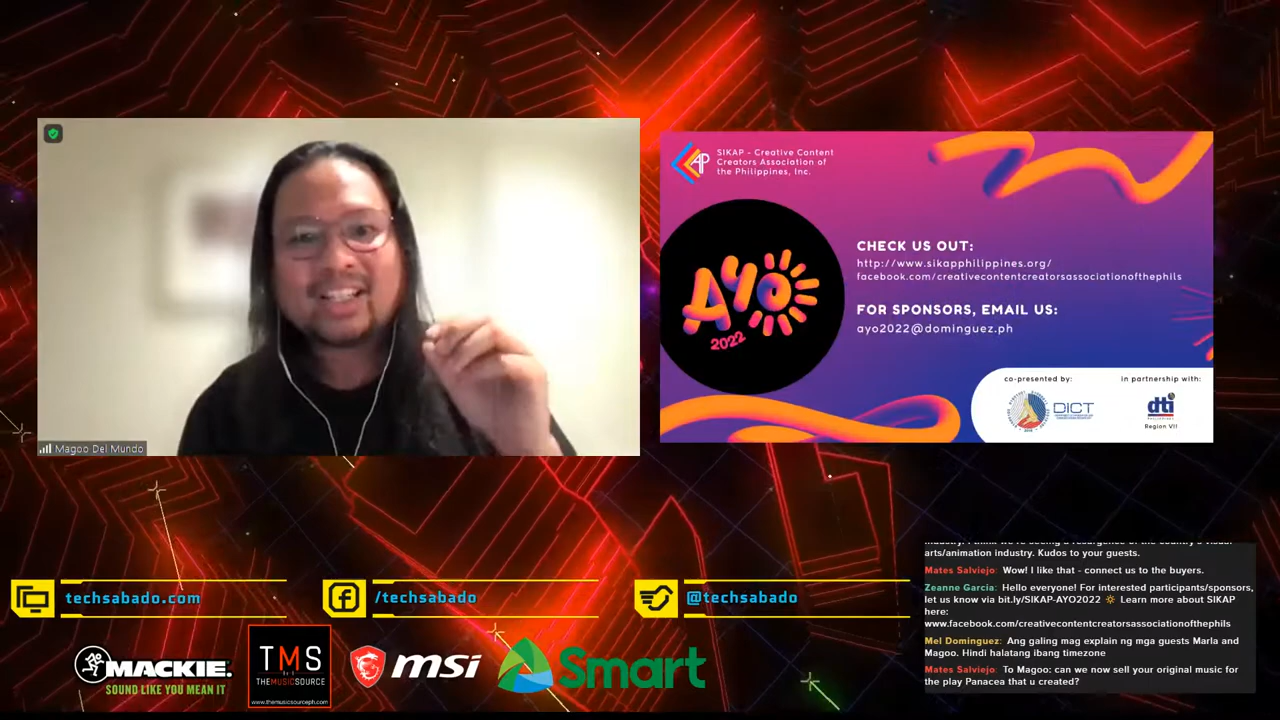 Magoo Del Mundo
AP
SIKAP - Creative Content
Creators Association of
the Philippines, Inc.
AYO
2022
CHECK US OUT:
http://www.sikapphilippines.org/
facebook.com/creativecontentcreatorsassociationofthephils
FOR SPONSORS, EMAIL US:
ayo2022@dominguez.ph
co-presented by:
in partnership with:
DICT
dti
PHILIPPINES
Region VII
arts/animation industry. Kudos to your guests.
Mates Salviejo: Wow! I like that - connect us to the buyers.
Zeanne Garcia: Hello everyone! For interested participants/sponsors,
let us know via bit.ly/SIKAP-AYO2022 🔅 Learn more about SIKAP
here:
www.facebook.com/creativecontentcreatorsassociationofthephils
Mel Dominguez: Ang galing mag explain ng mga guests Marla and
Magoo. Hindi halatang ibang timezone
Mates Salviejo: To Magoo: can we now sell your original music for
the play Panacea that u created?
techsabado.com
/techsabado
@techsabado
MACKIE.
SOUND LIKE YOU MEAN IT
TMS
THEMUSICSOURCE
www.themusicsourceph.com
msi
Smart